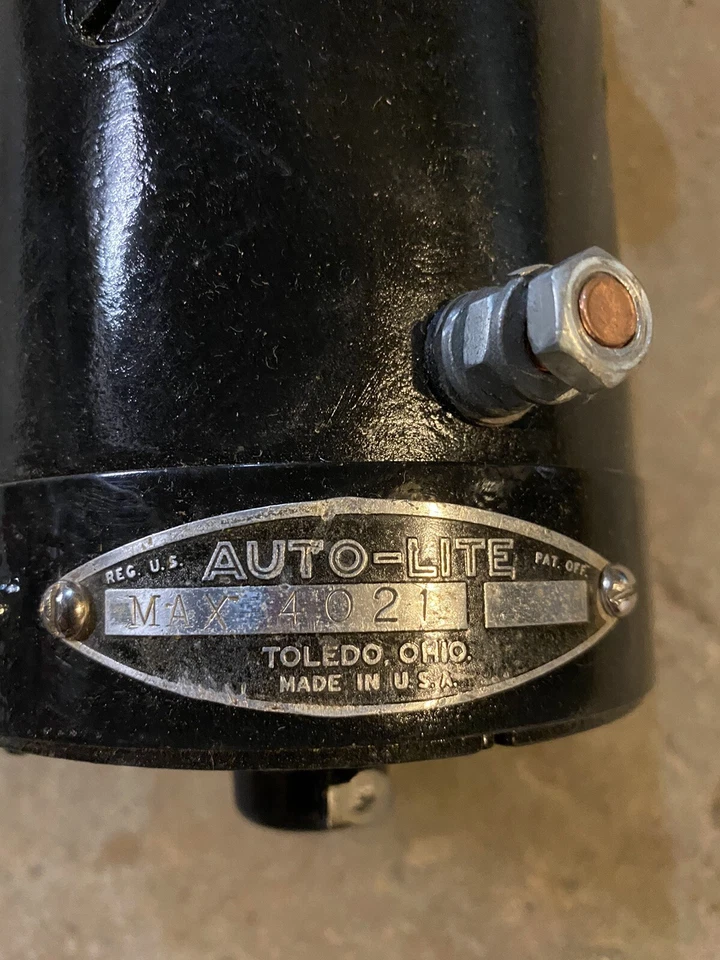 REG. U.S. AUTO-LITE PAT. OFF.
MAX 4021
TOLEDO, OHIO.
MADE IN U.S.A.